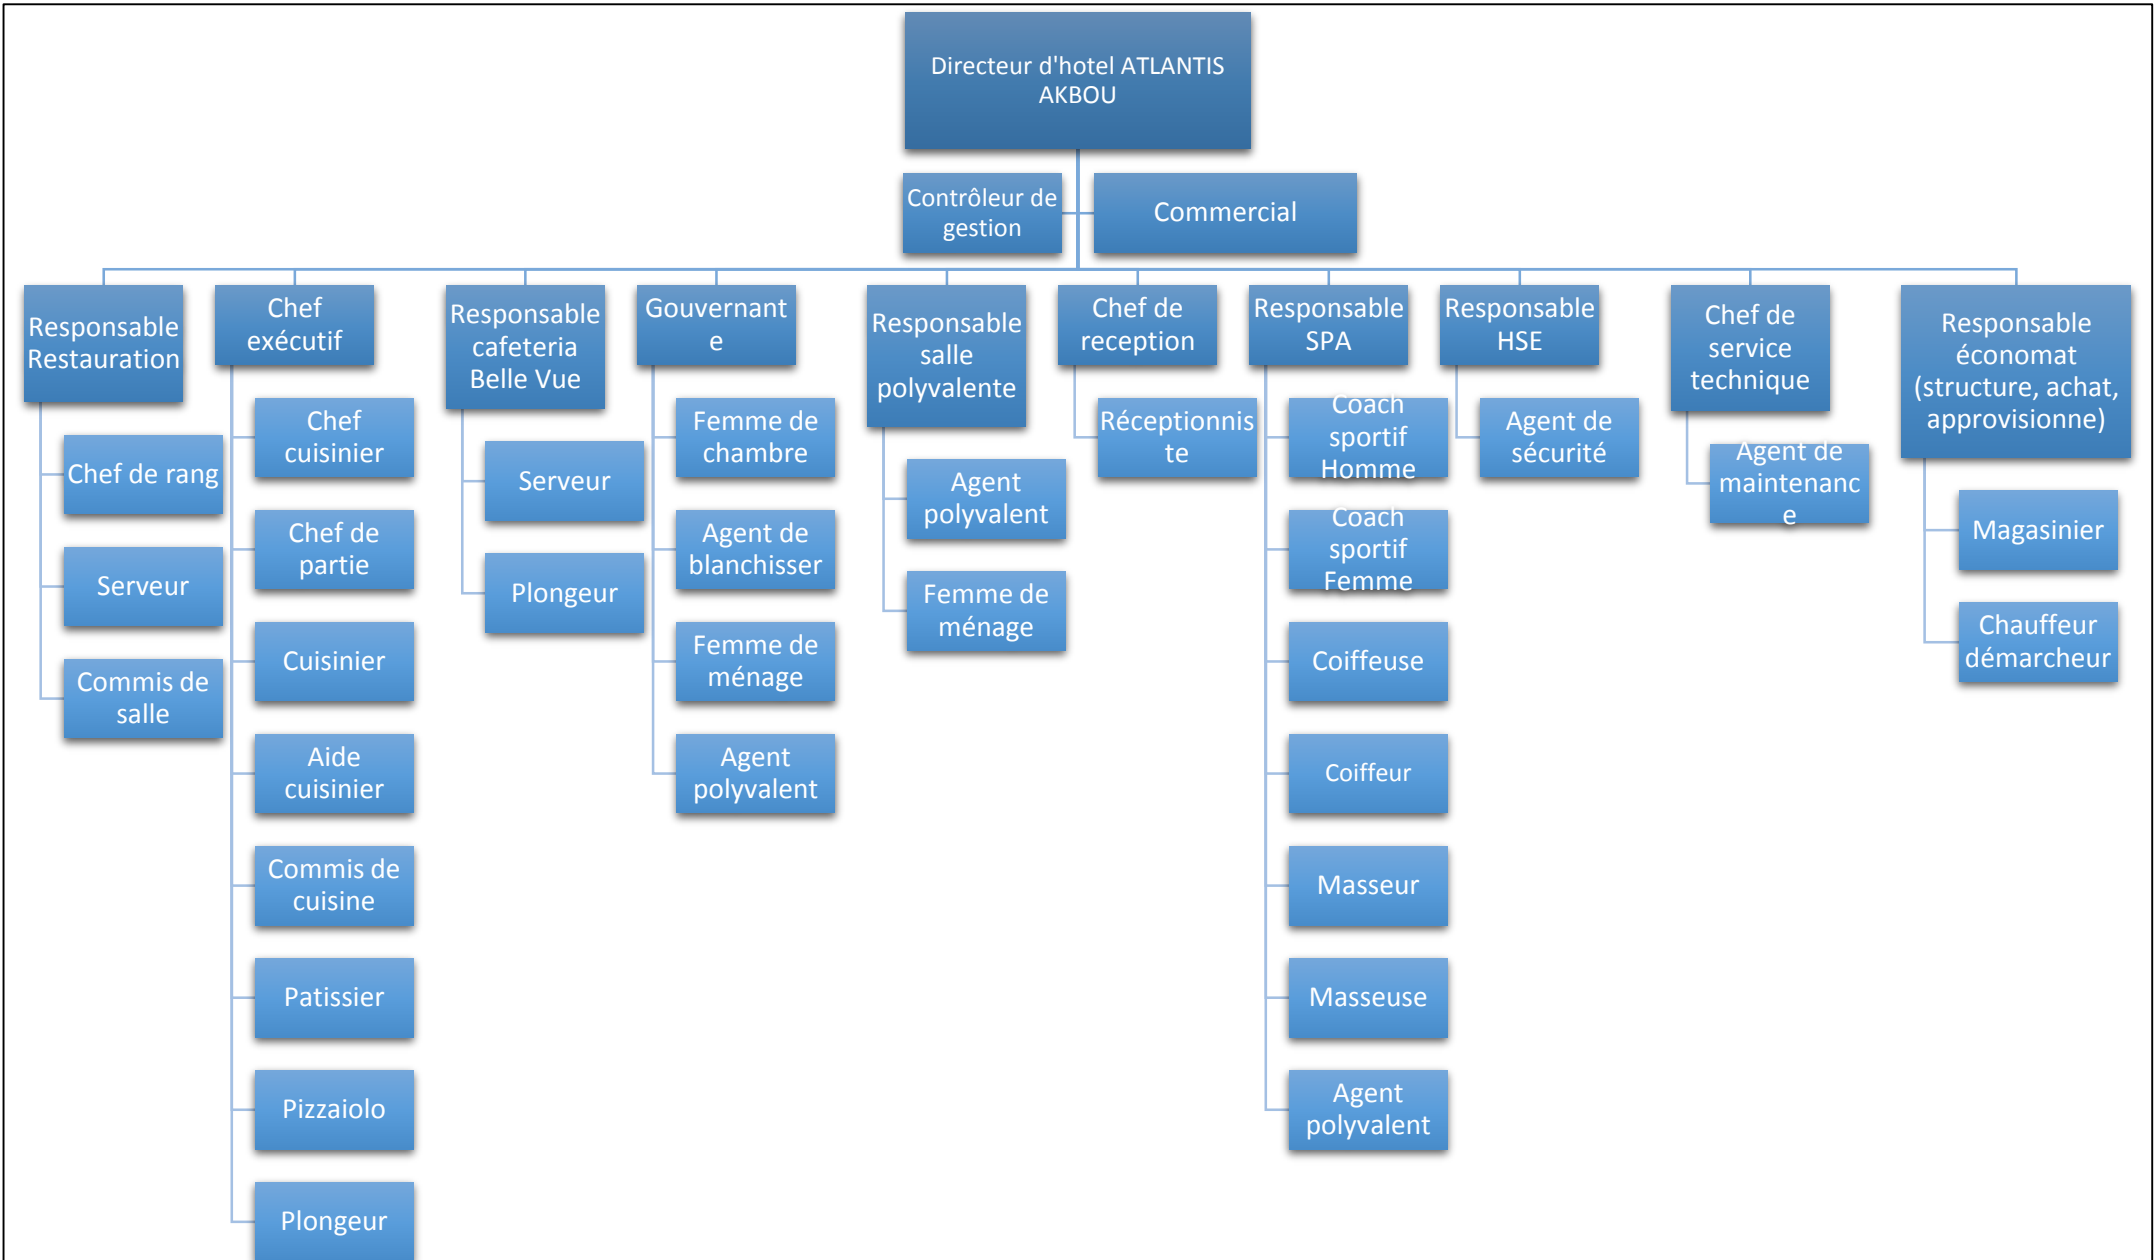 Directeur d'hotel ATLANTIS
AKBOU
Contrôleur de
gestion
Commercial
Responsable
Restauration
Chef de rang
Serveur
Commis de
salle
Chef
exécutif
Chef
cuisinier
Chef de
partie
Cuisinier
Aide
cuisinier
Commis de
cuisine
Patissier
Pizzaiolo
Plongeur
Responsable
cafeteria
Belle Vue
Serveur
Plongeur
Gouvernant
e
Femme de
chambre
Agent de
blanchisser
Femme de
ménage
Agent
polyvalent
Responsable
salle
polyvalente
Agent
polyvalent
Femme de
ménage
Chef de
reception
Réceptionnis
te
Responsable
SPA
Coach
sportif
Homme
Coach
sportif
Femme
Coiffeuse
Coiffeur
Masseur
Masseuse
Agent
polyvalent
Responsable
HSE
Agent de
sécurité
Chef de
service
technique
Agent de
maintenanc
e
Responsable
économat
(structure, achat,
approvisionne)
Magasinier
Chauffeur
démarcheur